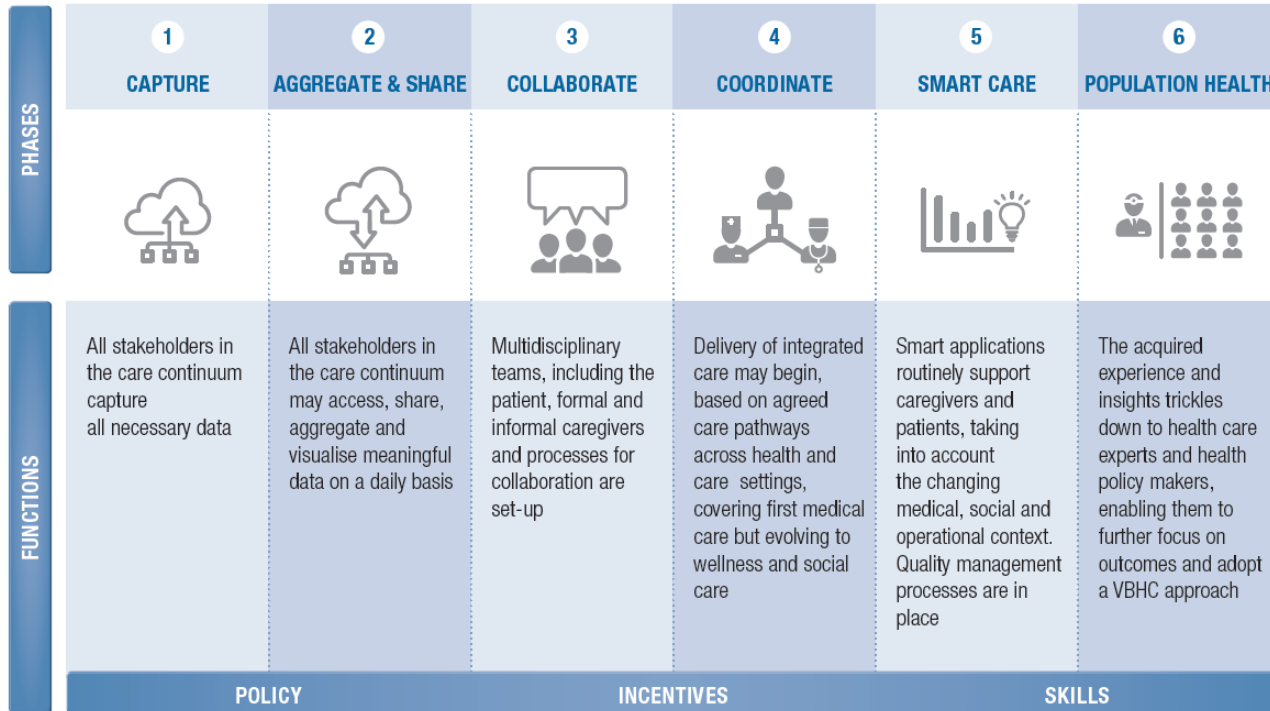 PHASES
1
CAPTURE
2
AGGREGATE & SHARE
3
COLLABORATE
4
COORDINATE
5
SMART CARE
6
POPULATION HEALTH
FUNCTIONS
All stakeholders in
the care continuum
capture
all necessary data
All stakeholders in
the care continuum
may access, share,
aggregate and
visualise meaningful
data on a daily basis
Multidisciplinary
teams, including the
patient, formal and
informal caregivers
and processes for
collaboration are
set-up
Delivery of integrated
care may begin,
based on agreed
care pathways
across health and
care settings,
covering first medical
care but evolving to
wellness and social
care
Smart applications
routinely support
caregivers and
patients, taking
into account
the changing
medical, social and
operational context.
Quality management
processes are in
place
The acquired
experience and
insights trickles
down to health care
experts and health
policy makers,
enabling them to
further focus on
outcomes and adopt
a VBHC approach
POLICY
INCENTIVES
SKILLS